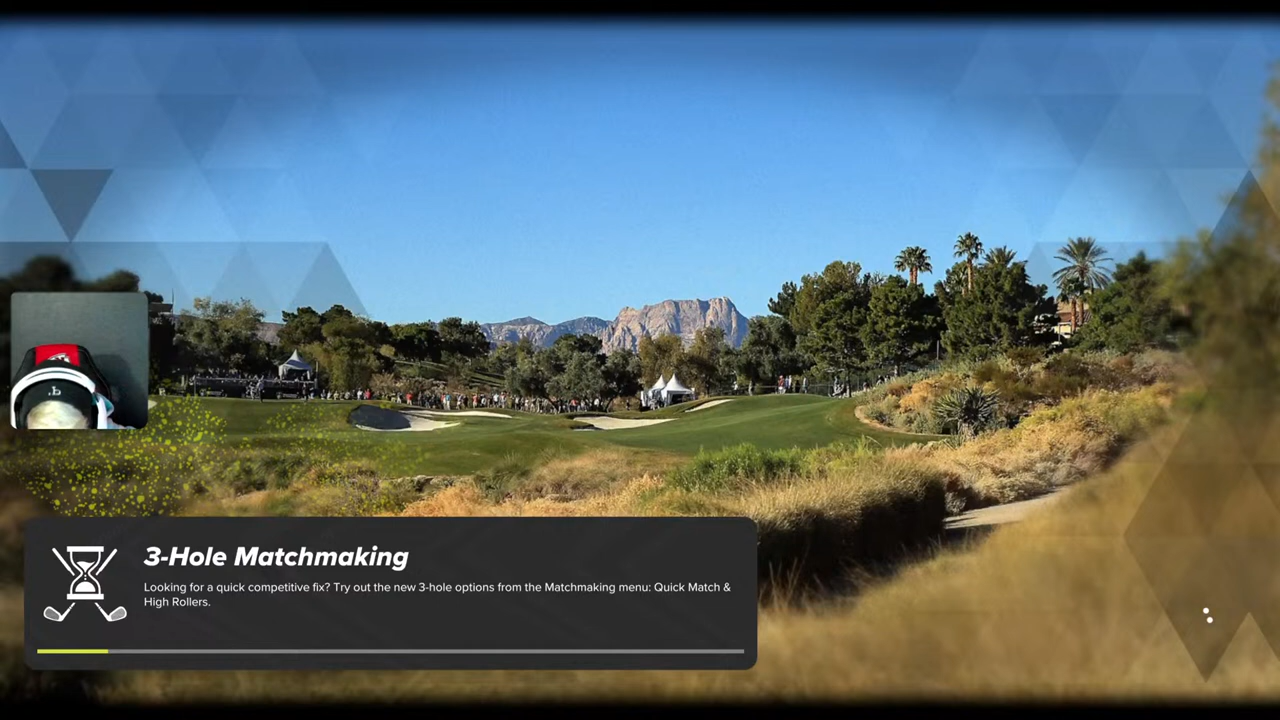 3-Hole Matchmaking
Looking for a quick competitive fix? Try out the new 3-hole options from the Matchmaking menu: Quick Match &
High Rollers.